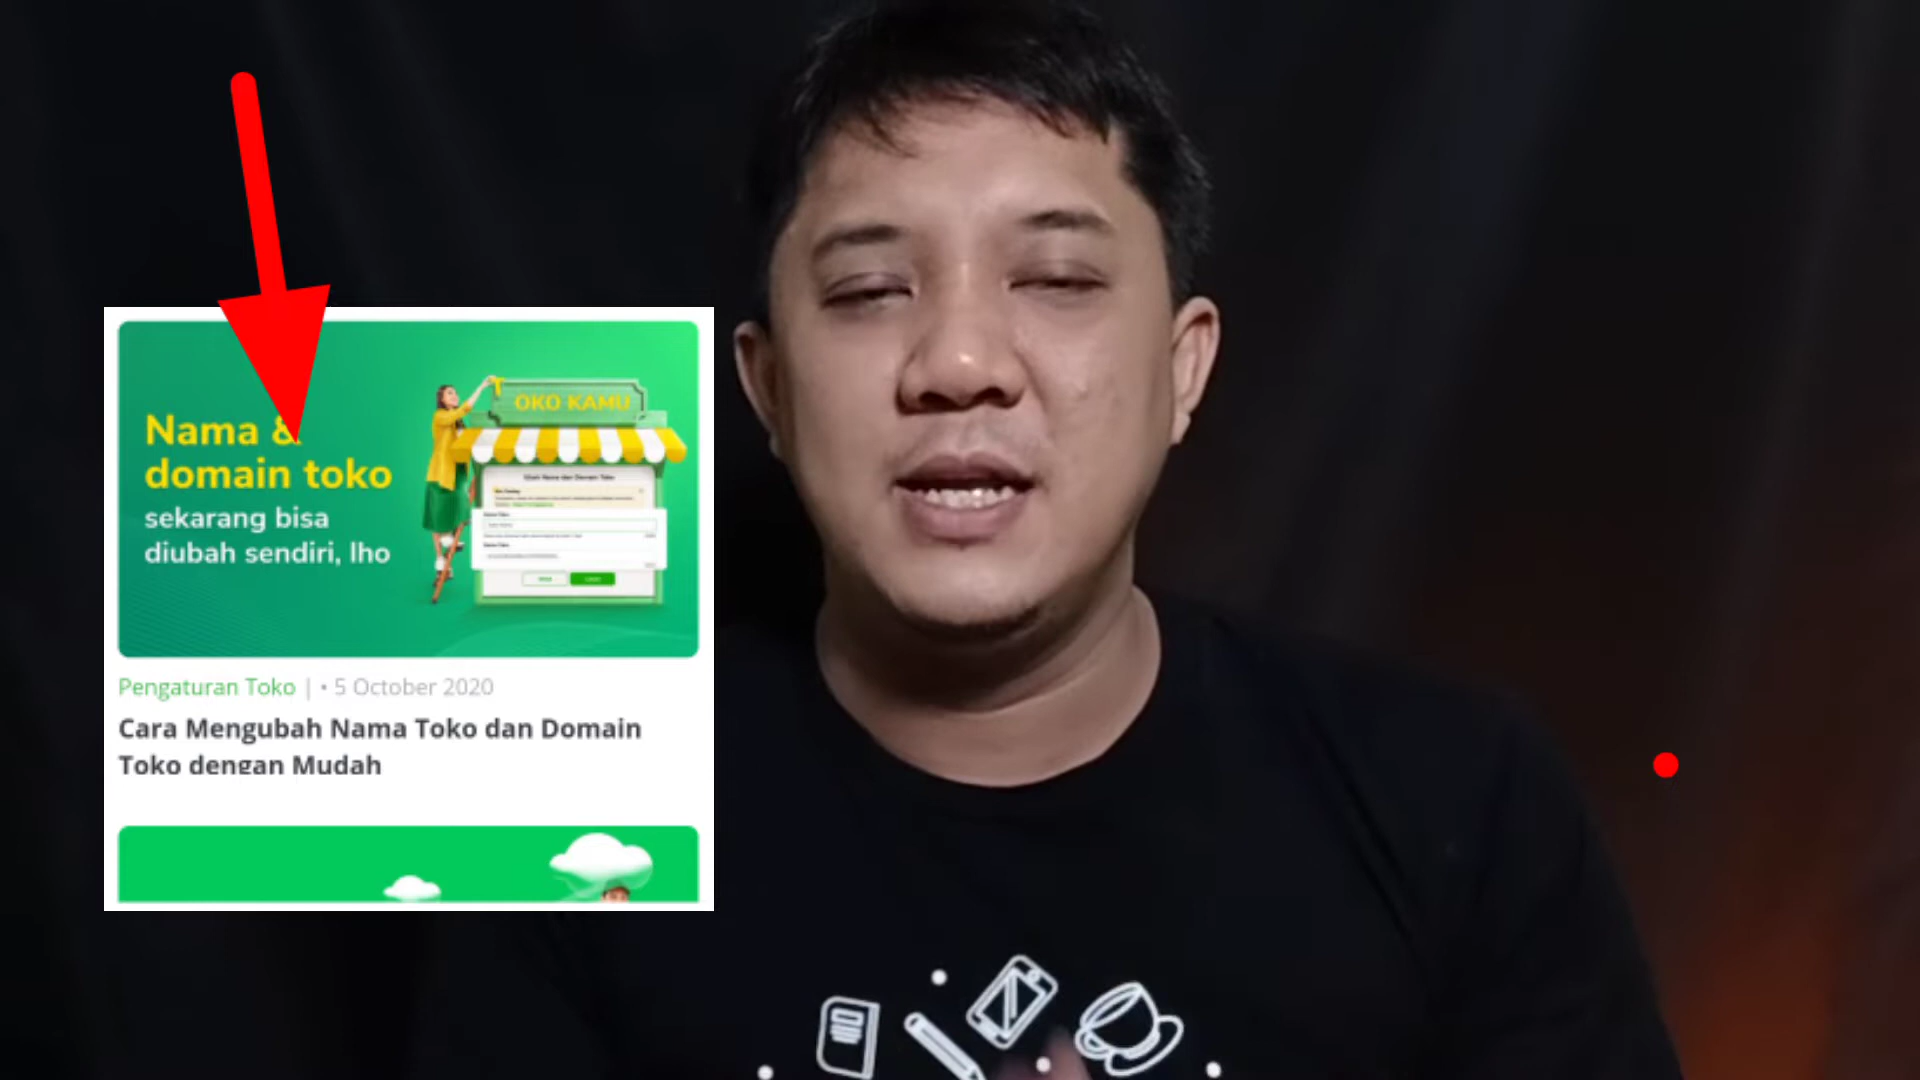 Nama &
domain toko
sekarang bisa
diubah sendiri, lho
OKO KAMU
Pengaturan Toko | • 5 October 2020
Cara Mengubah Nama Toko dan Domain
Toko dengan Mudah